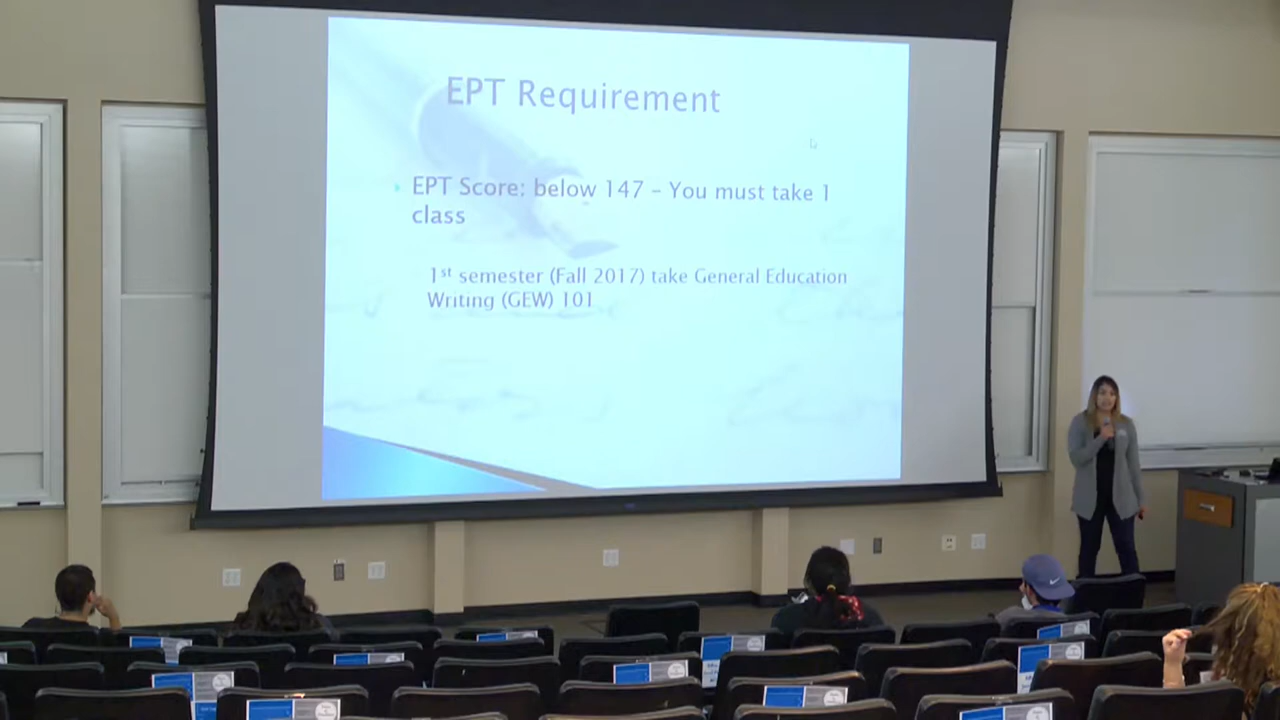 EPT Requirement
EPT Score: below 147 – You must take 1
class
1st semester (Fall 2017) take General Education
Writing (GEW) 101